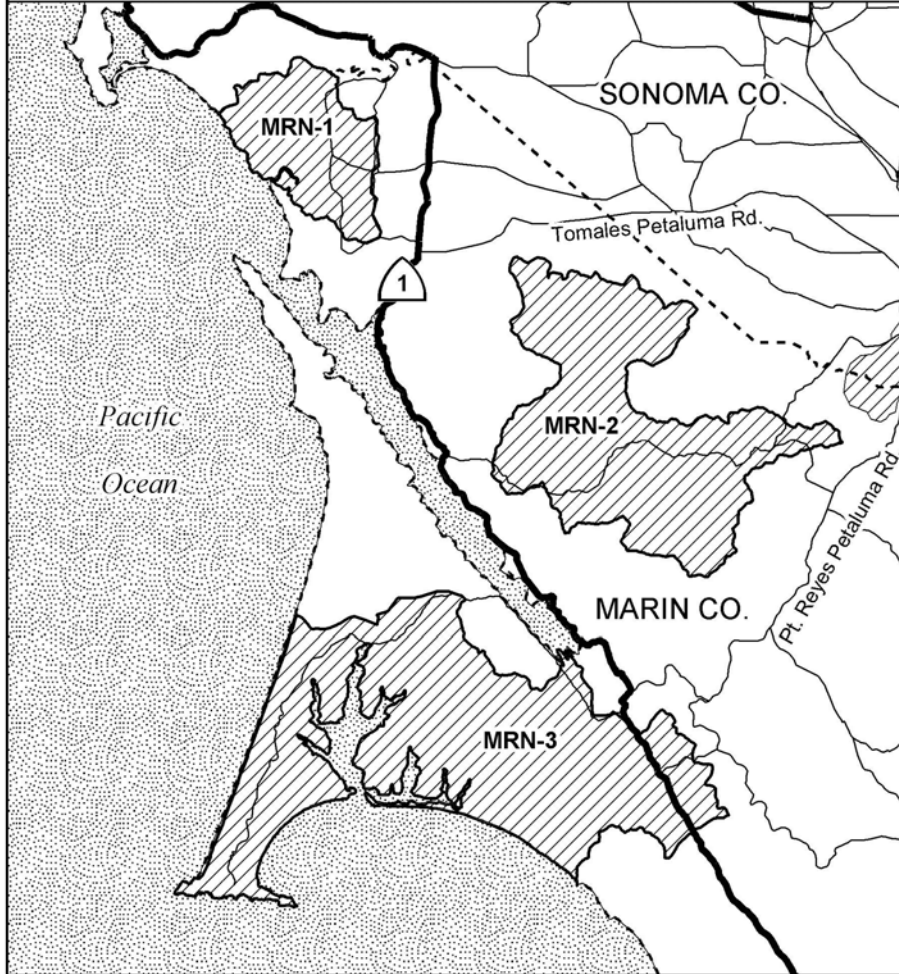 SONOMA CO.
MRN-1
Tomales Petaluma Rd.
1
Pacific
Ocean
MRN-2
Pt. Reyes Petaluma Rd
MARIN CO.
MRN-3